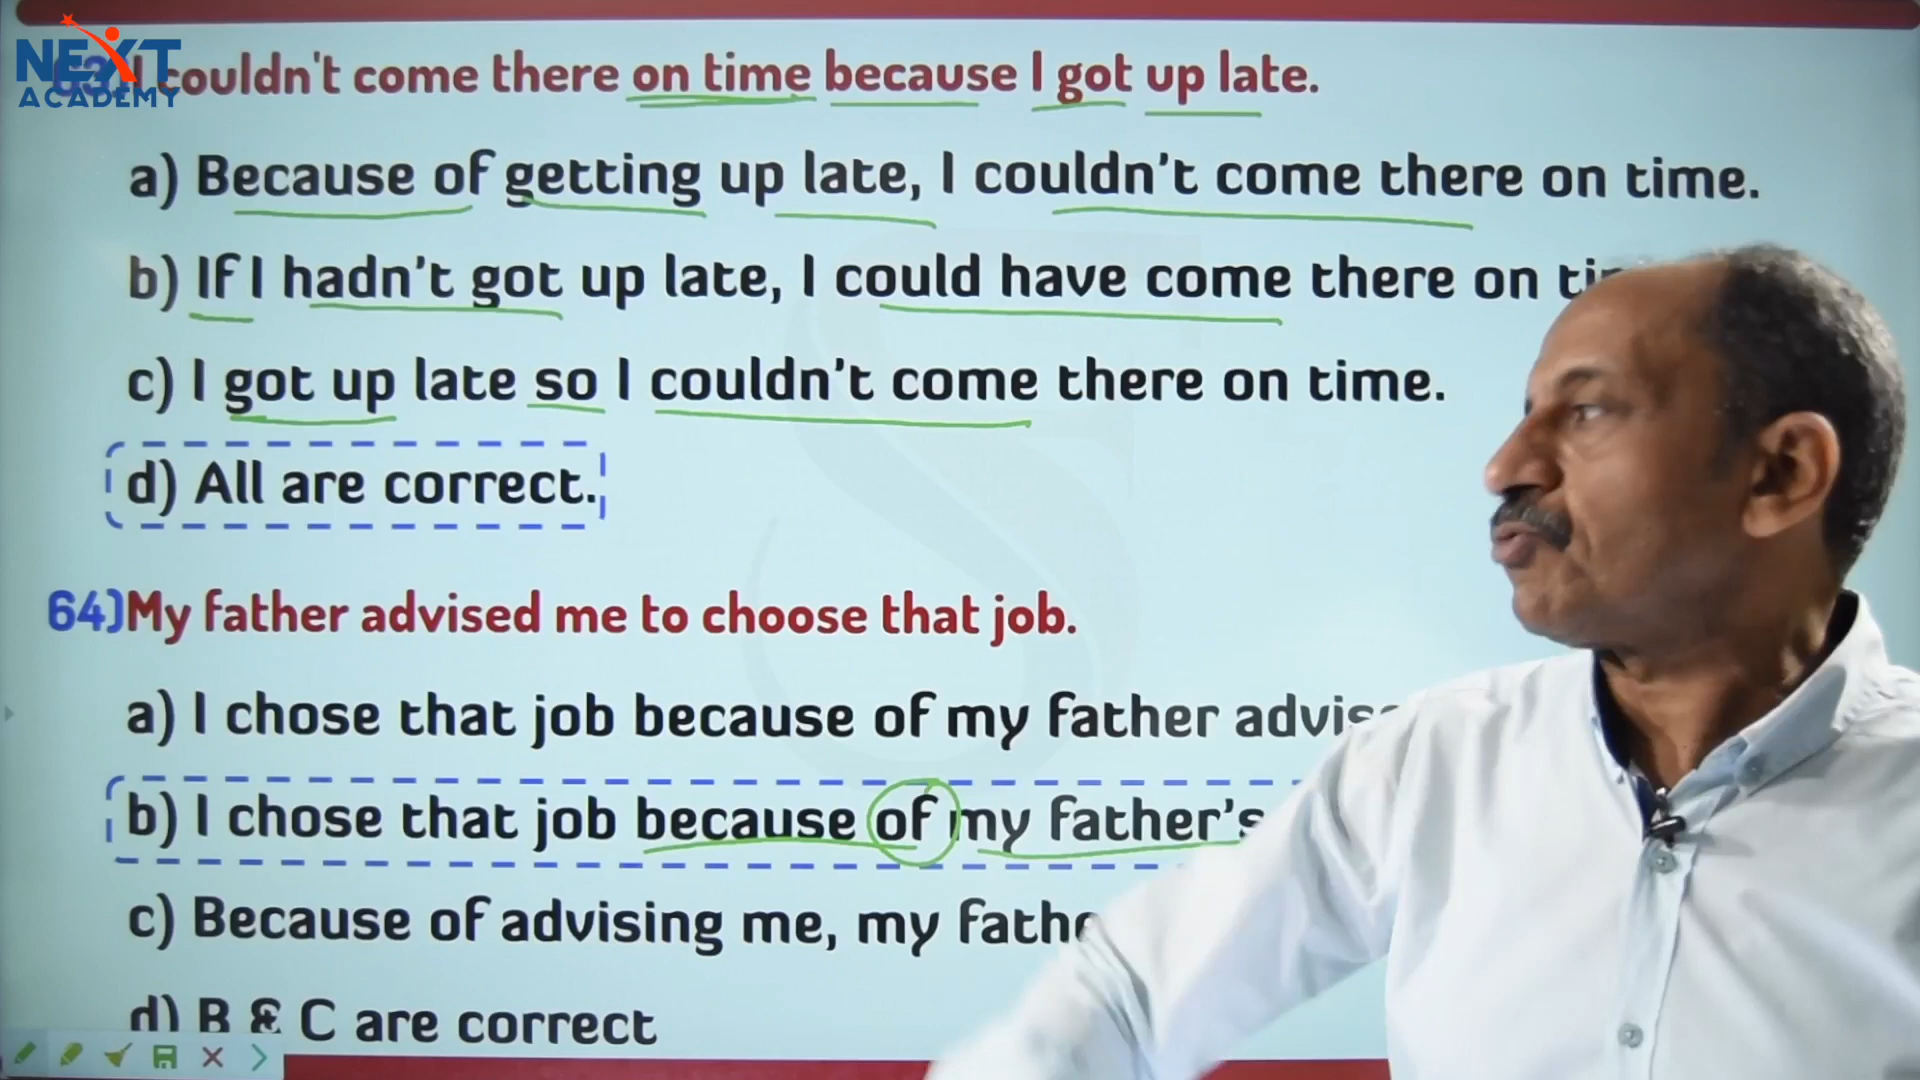 NEXT
ACADEMY
63) I couldn't come there on time because I got up late.
a) Because of getting up late, I couldn't come there on time.
b) If I hadn't got up late, I could have come there on
c) I got up late so I couldn't come there on time.
d) All are correct.
64)My father advised me to choose that job.
a) I chose that job because of my father
b) I chose that job because of my father's
c) Because of advising me, my
d) B & C are correct